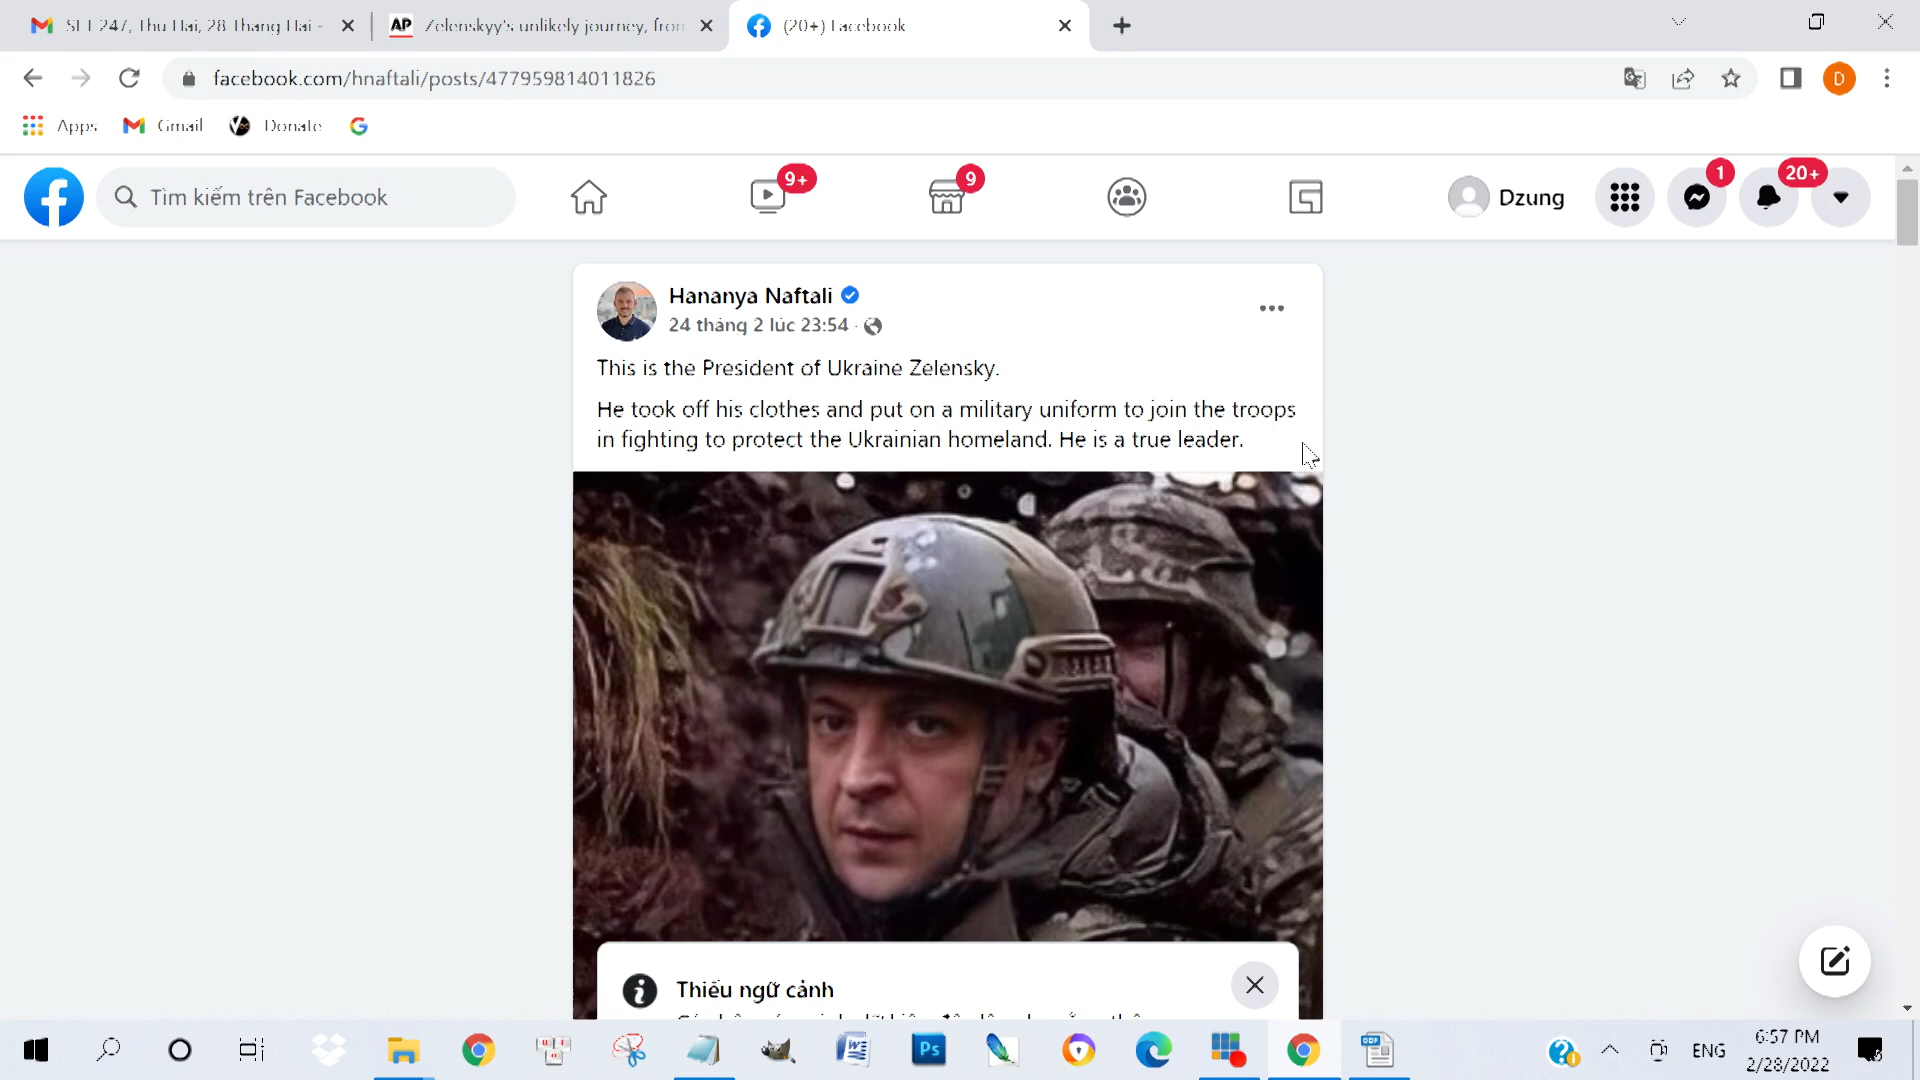 SET 247, Thu Hai, 28 Thang Hai -
AP Zelenskyy's unlikely journey, from
(20+) Facebook
facebook.com/hnaftali/posts/477959814011826
D
Apps
Gmail
Donate
Tìm kiếm trên Facebook
9+
9
Dzung
1
20+
Hananya Naftali
24 tháng 2 lúc 23:54 ·
This is the President of Ukraine Zelensky.
He took off his clothes and put on a military uniform to join the troops
in fighting to protect the Ukrainian homeland. He is a true leader.
Thiếu ngữ cảnh
Ps
ODF
ENG
6:57 PM
2/28/2022